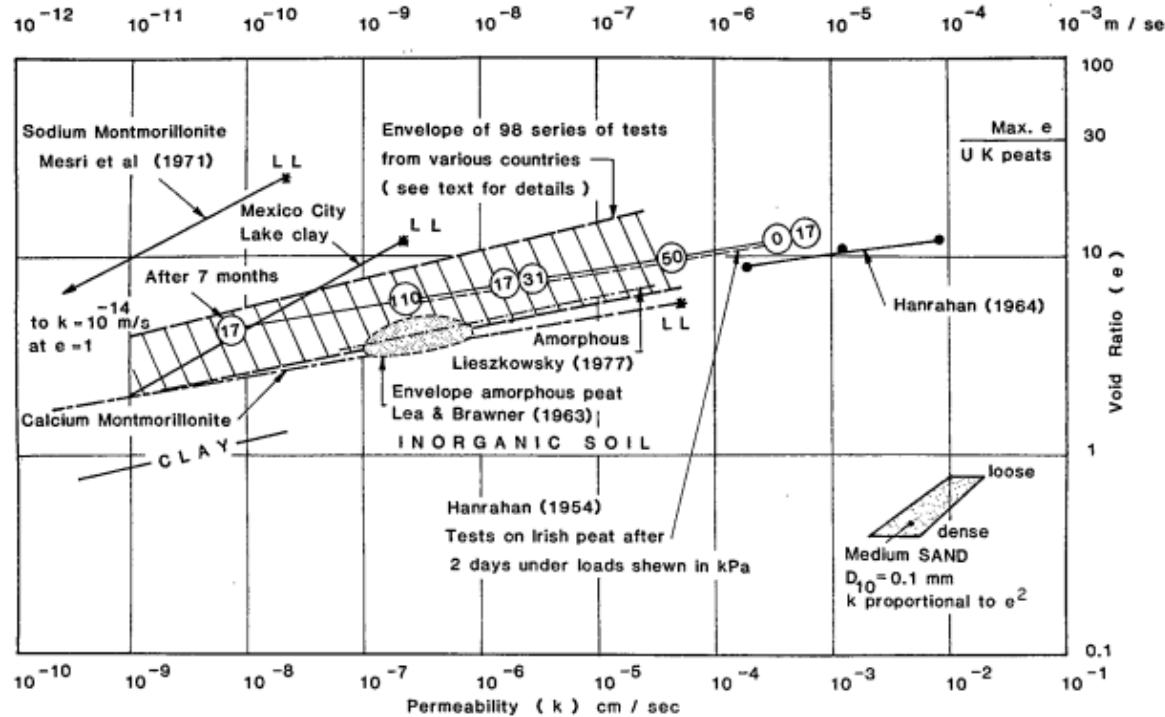 10⁻¹² 10⁻¹¹ 10⁻¹⁰ 10⁻⁹ 10⁻⁸ 10⁻⁷ 10⁻⁶ 10⁻⁵ 10⁻⁴ 10⁻³ m / sec
100
Sodium Montmorillonite
Mesri et al (1971)
L L
Envelope of 98 series of tests
from various countries
( see text for details )
Max. e
30
U K peats
Mexico City
Lake clay
L L
After 7 months
0 17
50
10
17 31
110
17
Hanrahan (1964)
to k = 10⁻¹⁴ m/s
at e = 1
L L
Amorphous
Lieszkowsky (1977)
Envelope amorphous peat
Lea & Brawner (1963)
Calcium Montmorillonite
INORGANIC SOIL
CLAY
1
Void Ratio ( e )
loose
dense
Hanrahan (1954)
Tests on Irish peat after
2 days under loads shewn in kPa
Medium SAND
D₁₀ = 0.1 mm
k proportional to e²
0.1
10⁻¹⁰ 10⁻⁹ 10⁻⁸ 10⁻⁷ 10⁻⁶ 10⁻⁵ 10⁻⁴ 10⁻³ 10⁻² 10⁻¹
Permeability ( k ) cm / sec